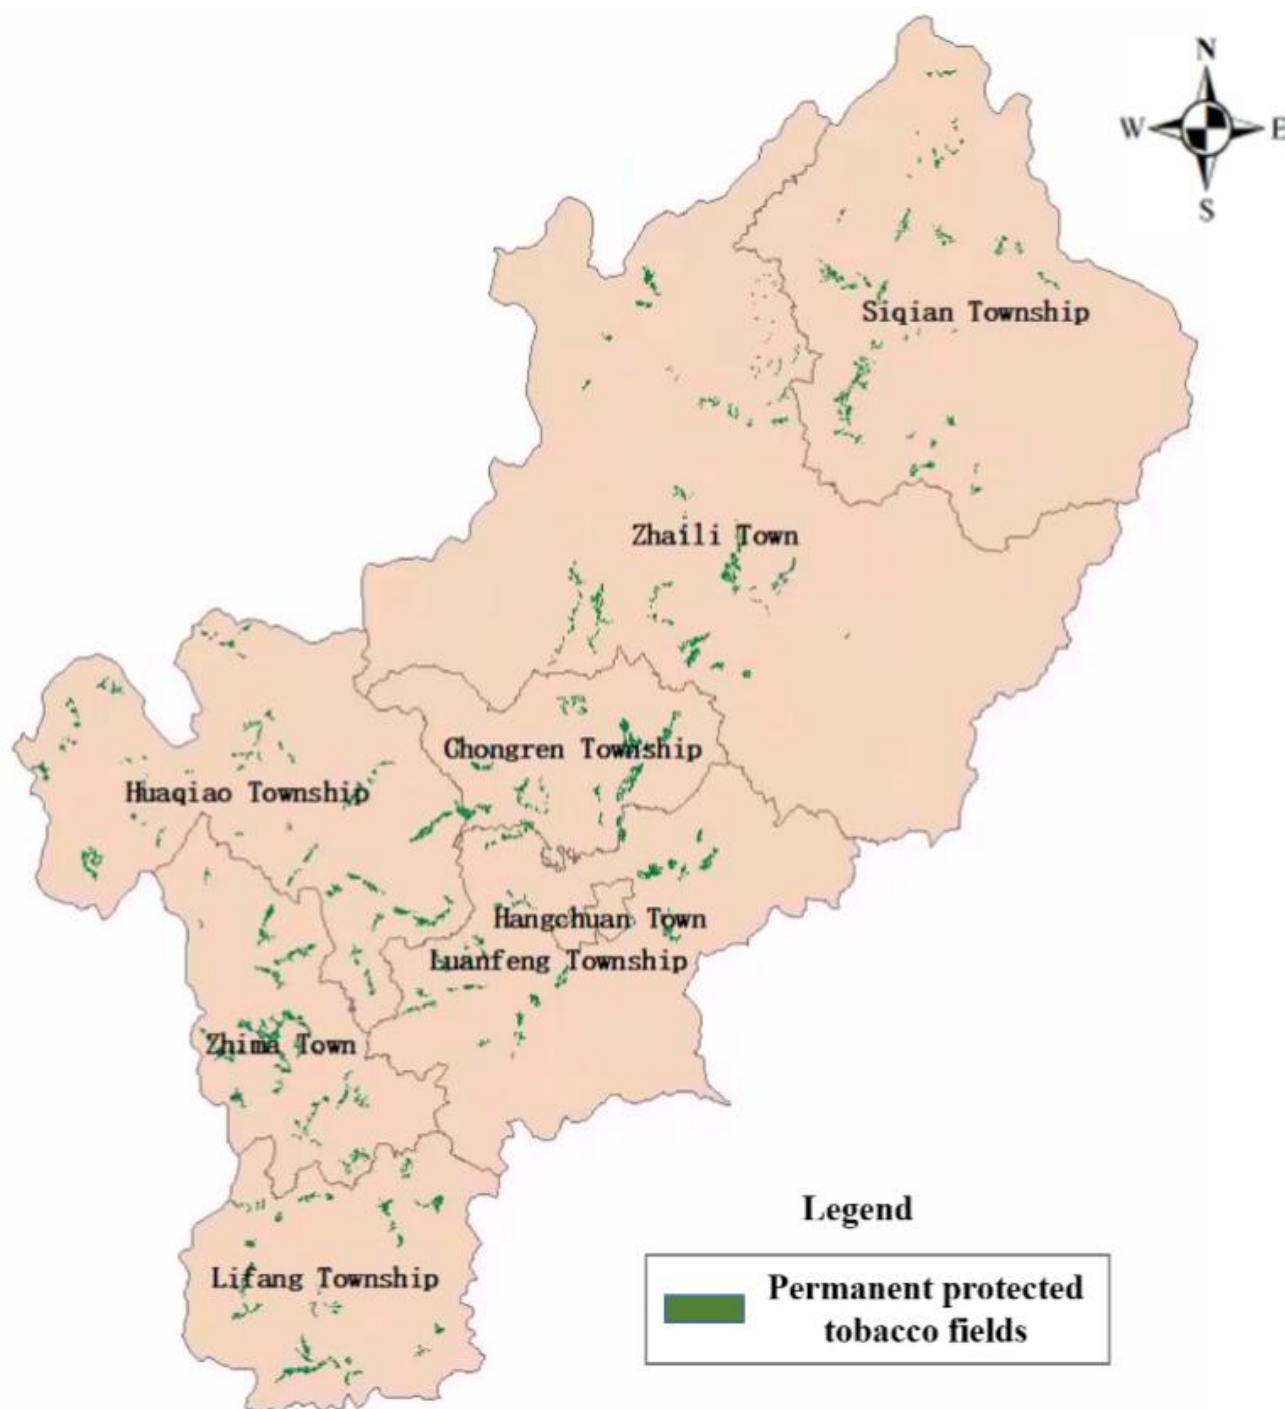 N
W
E
S
Siqian Township
Zhaili Town
Chongren Township
Huaqiao Township
Hangchuan Town
Luanfeng Township
Zhima Town
Lifang Township
Legend
Permanent protected
tobacco fields